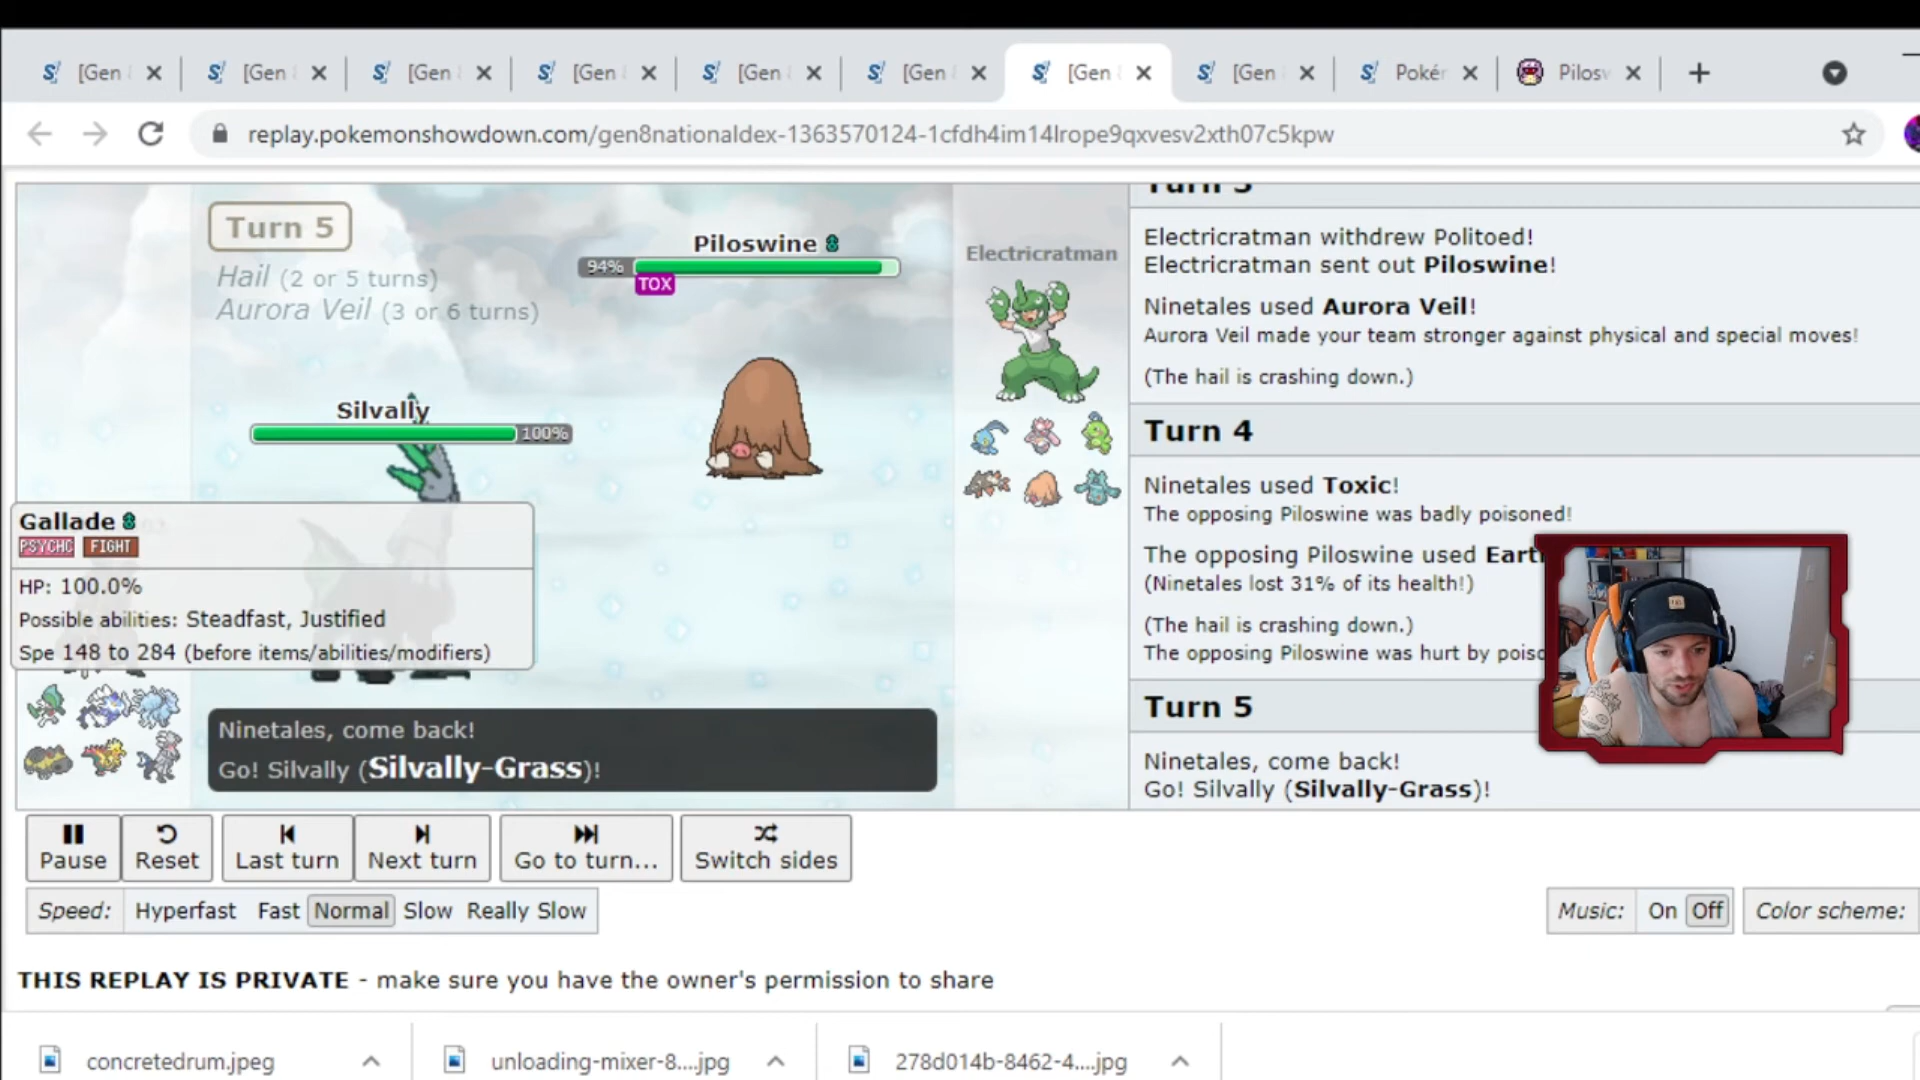 [Gen
[Gen
[Gen
[Gen
[Gen
[Gen
[Gen
[Gen
Pokér
Pilosw
replay.pokemonshowdown.com/gen8nationaldex-1363570124-1cfdh4im14lrope9qxvesv2xth07c5kpw
Turn 5
Hail (2 or 5 turns)
Aurora Veil (3 or 6 turns)
Piloswine
94%
TOX
Silvally
100%
Gallade
PSYCHC FIGHT
HP: 100.0%
Possible abilities: Steadfast, Justified
Spe 148 to 284 (before items/abilities/modifiers)
Ninetales, come back!
Go! Silvally (Silvally-Grass)!
Electricratman
Turn 3
Electricratman withdrew Politoed!
Electricratman sent out Piloswine!
Ninetales used Aurora Veil!
Aurora Veil made your team stronger against physical and special moves!
(The hail is crashing down.)
Turn 4
Ninetales used Toxic!
The opposing Piloswine was badly poisoned!
The opposing Piloswine used Eart
(Ninetales lost 31% of its health!)
(The hail is crashing down.)
The opposing Piloswine was hurt by poiso
Turn 5
Ninetales, come back!
Go! Silvally (Silvally-Grass)!
Pause
Reset
Last turn
Next turn
Go to turn...
Switch sides
Speed: Hyperfast Fast Normal Slow Really Slow
Music: On Off
Color scheme:
THIS REPLAY IS PRIVATE - make sure you have the owner's permission to share
concretedrum.jpeg
unloading-mixer-8....jpg
278d014b-8462-4....jpg